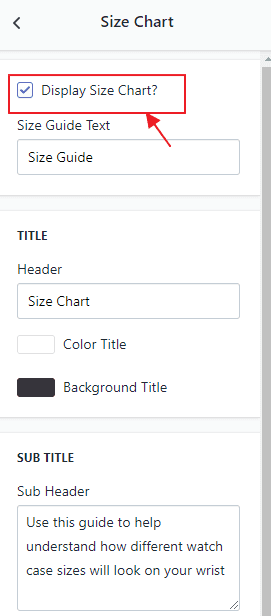 Size Chart
Display Size Chart?
Size Guide Text
Size Guide
TITLE
Header
Size Chart
Color Title
Background Title
SUB TITLE
Sub Header
Use this guide to help
understand how different watch
case sizes will look on your wrist